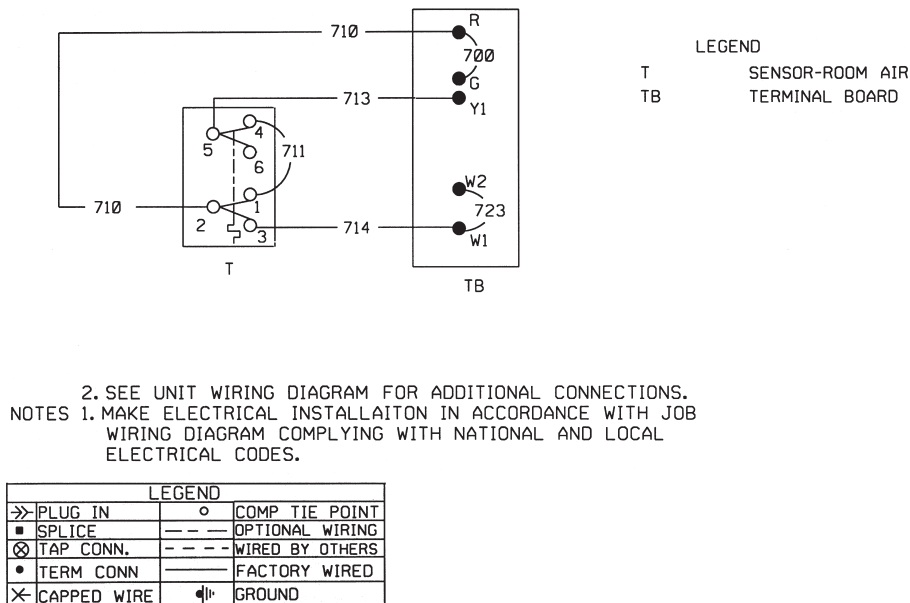 710
R
700
G
Y1
713
4
5
6
711
710
2
1
3
714
W2
723
W1
T
TB
LEGEND
T SENSOR-ROOM AIR
TB TERMINAL BOARD
2. SEE UNIT WIRING DIAGRAM FOR ADDITIONAL CONNECTIONS.
NOTES 1. MAKE ELECTRICAL INSTALLAITON IN ACCORDANCE WITH JOB
WIRING DIAGRAM COMPLYING WITH NATIONAL AND LOCAL
ELECTRICAL CODES.
LEGEND
PLUG IN COMP TIE POINT
SPLICE OPTIONAL WIRING
TAP CONN. WIRED BY OTHERS
TERM CONN FACTORY WIRED
CAPPED WIRE GROUND